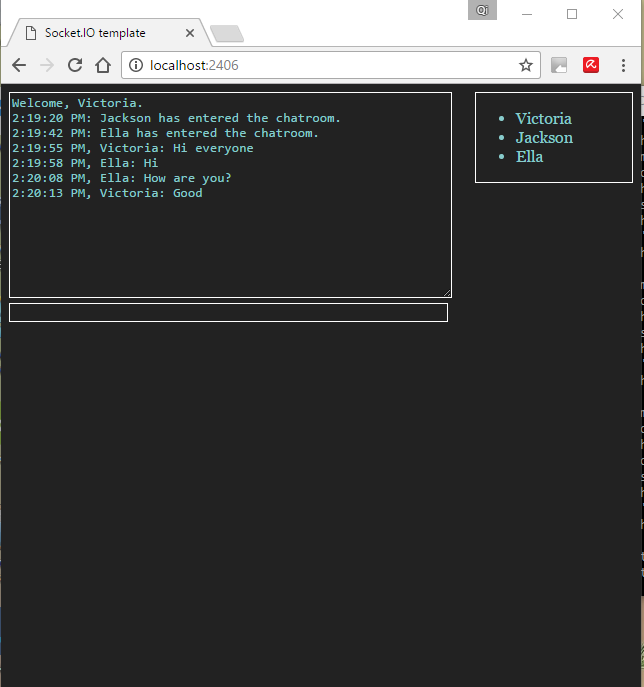 Qi
Socket.IO template
localhost:2406
Welcome, Victoria.
2:19:20 PM: Jackson has entered the chatroom.
2:19:42 PM: Ella has entered the chatroom.
2:19:55 PM, Victoria: Hi everyone
2:19:58 PM, Ella: Hi
2:20:08 PM, Ella: How are you?
2:20:13 PM, Victoria: Good
Victoria
Jackson
Ella